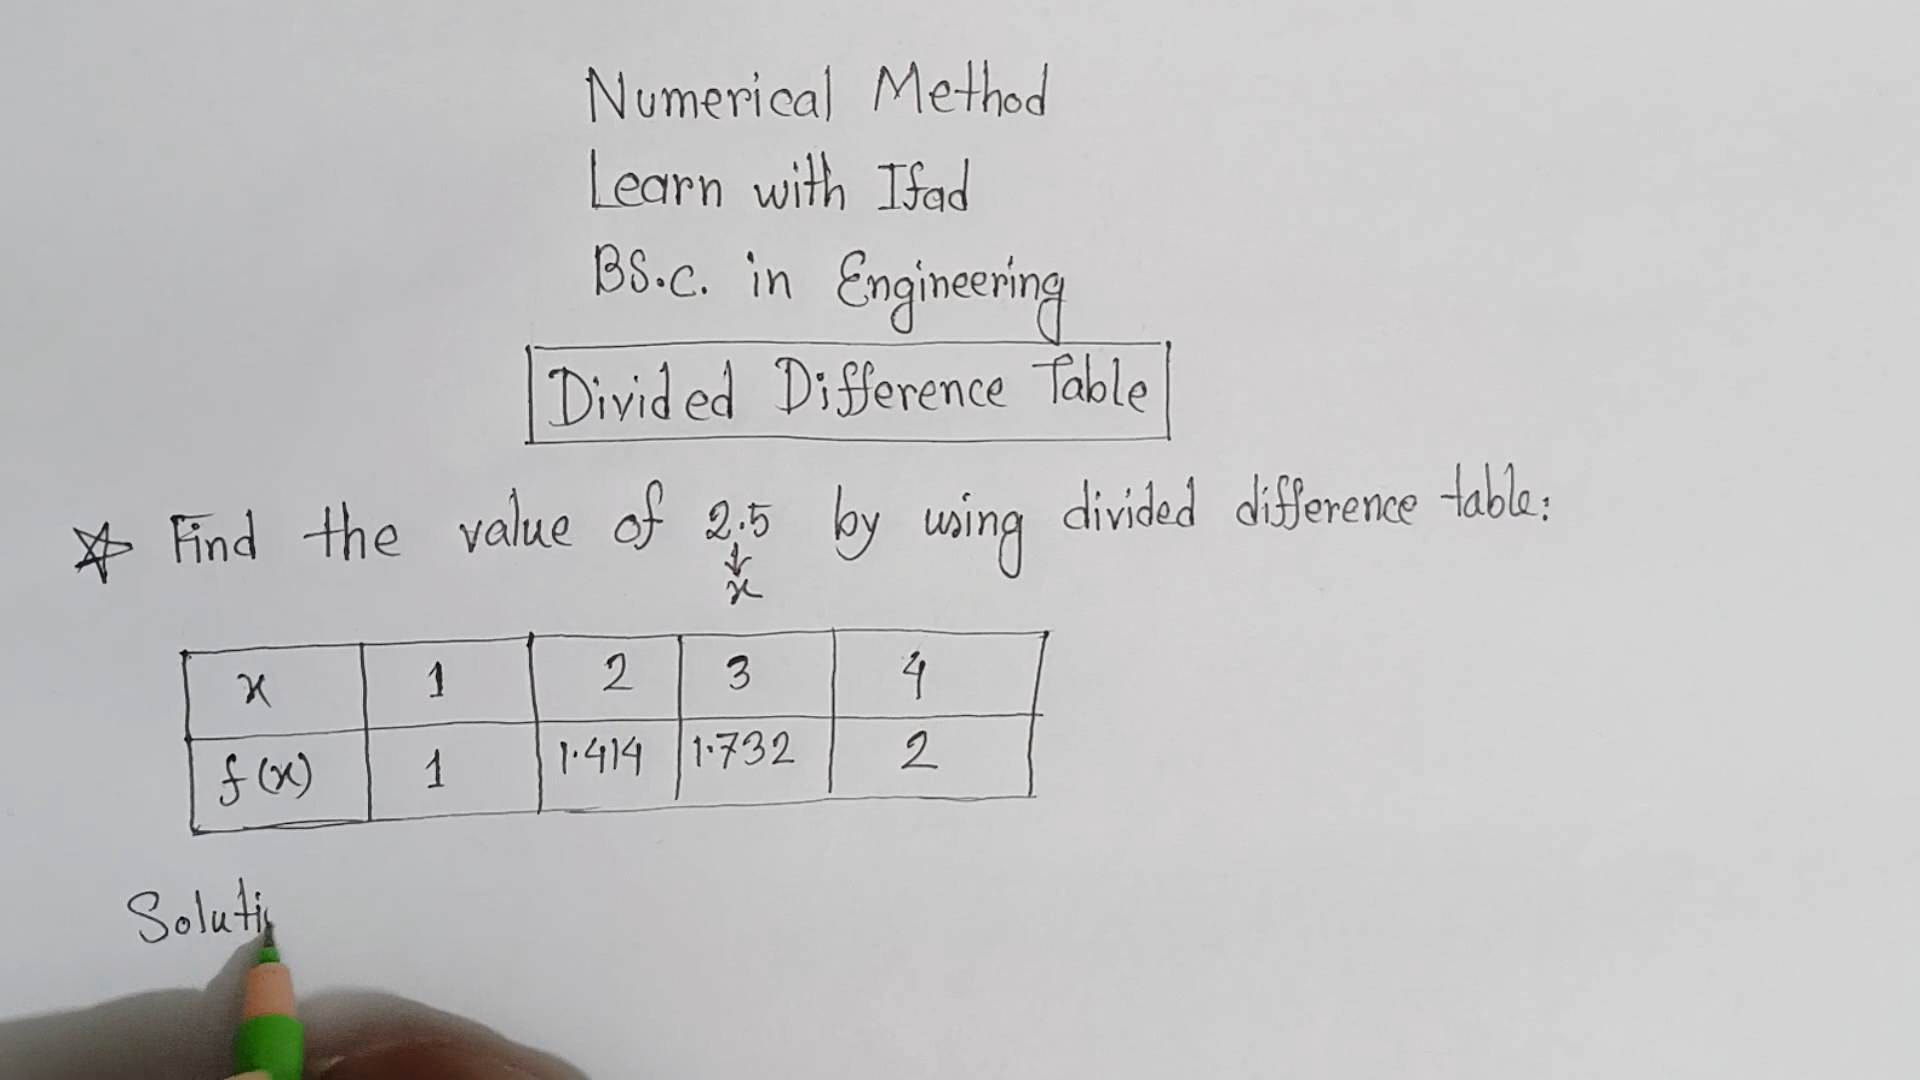 Numerical Method
Learn with Ifad
BS.c. in Engineering
Divided Difference Table
Find the value of 2.5 by using divided difference table:
x
x 1 2 3 4
f(x) 1 1.414 1.732 2
Soluti